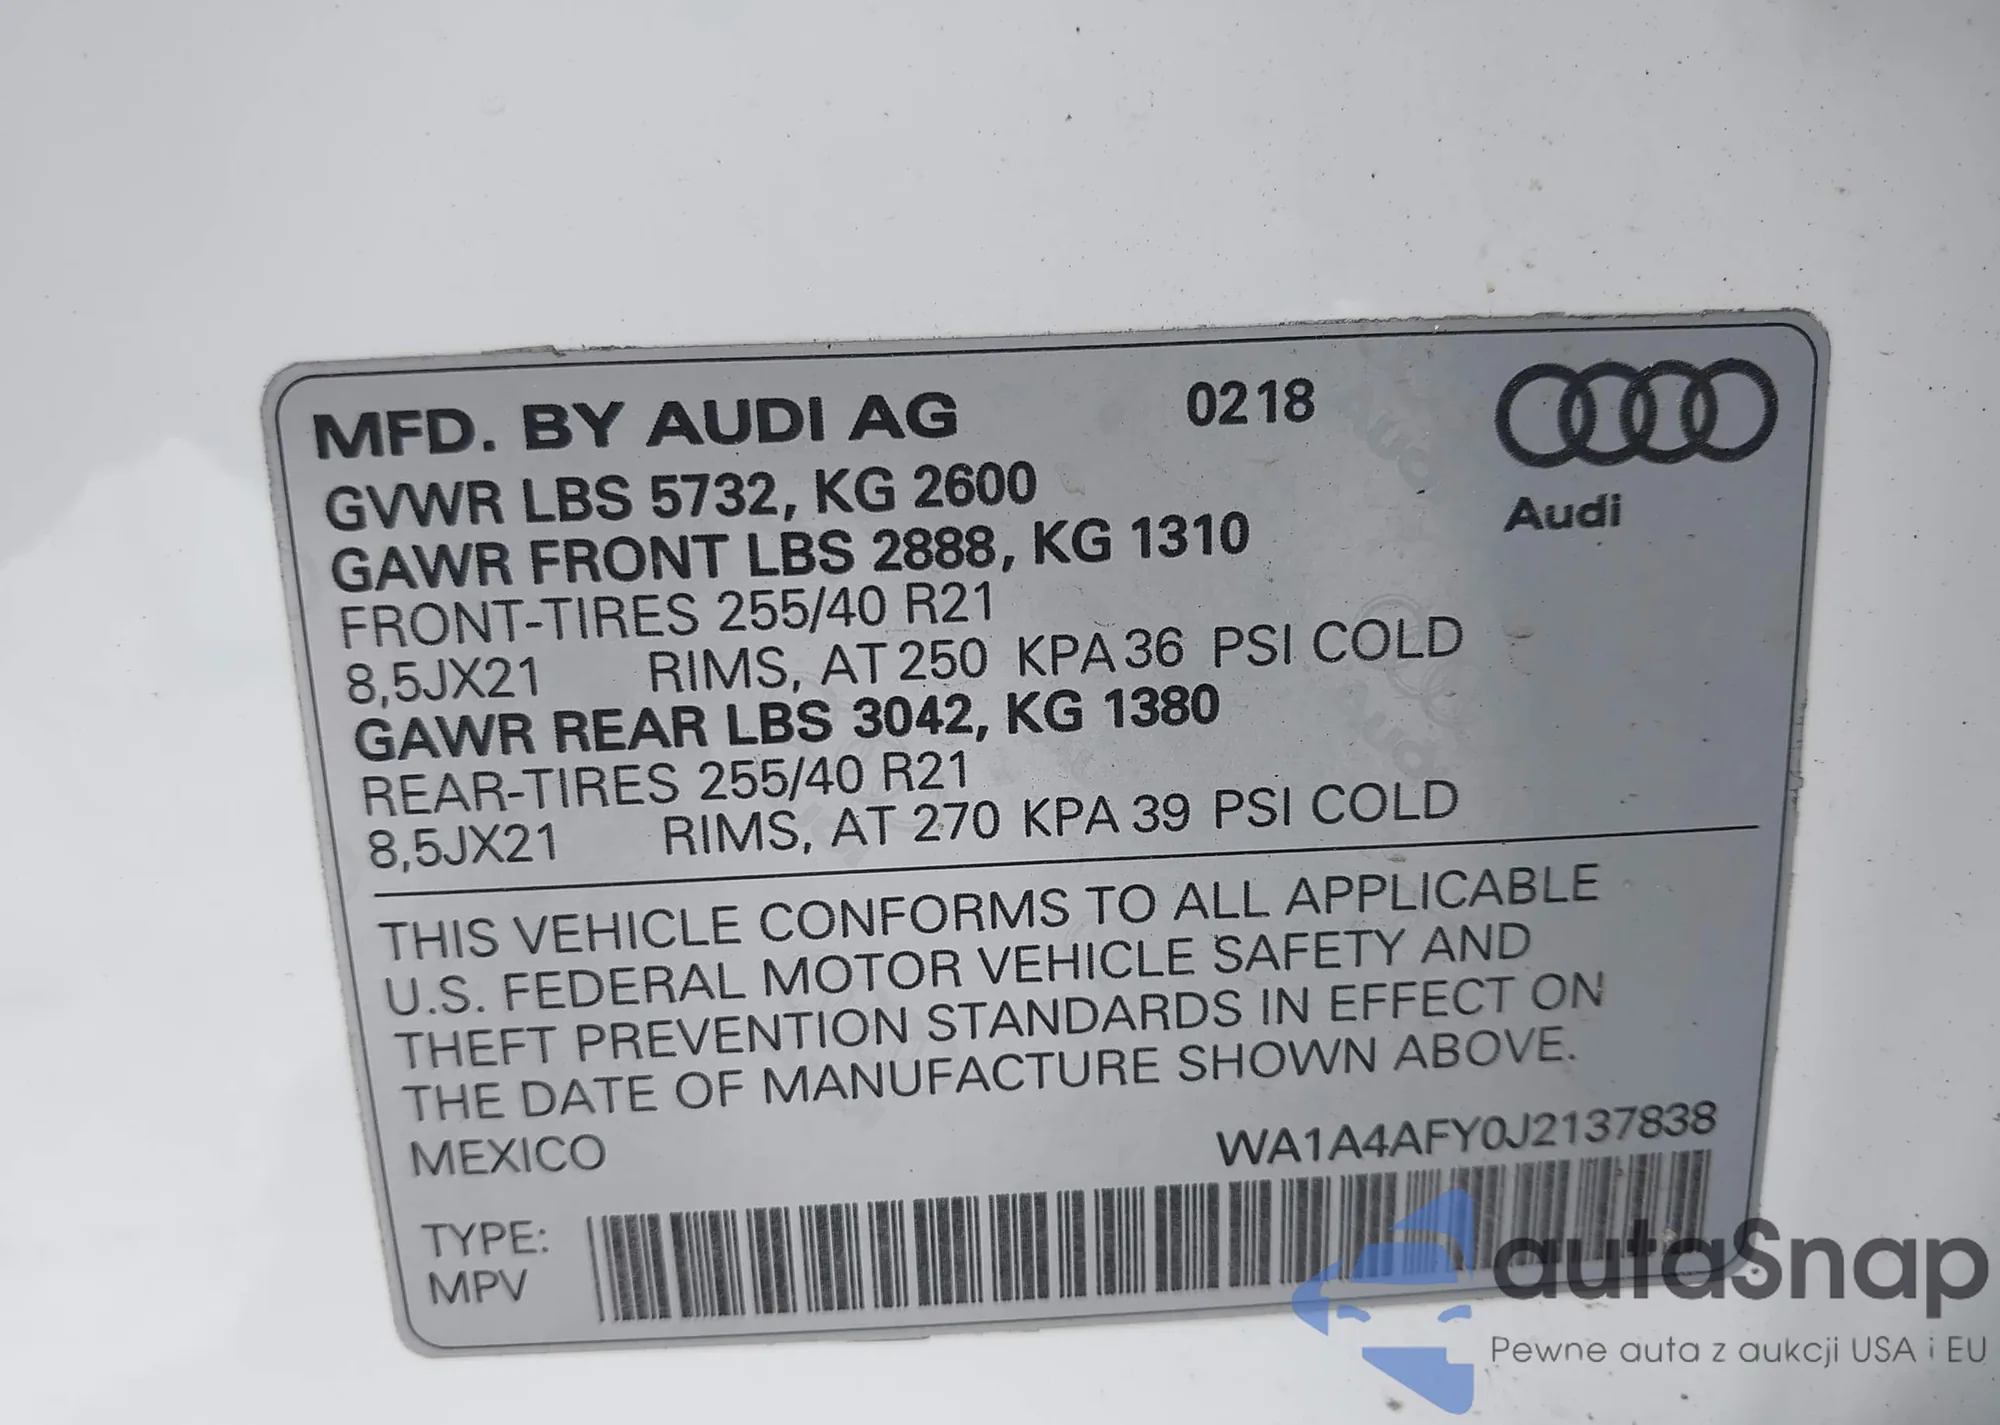 MFD. BY AUDI AG 0218
GVWR LBS 5732, KG 2600
GAWR FRONT LBS 2888, KG 1310
Audi
FRONT-TIRES 255/40 R21
8,5JX21 RIMS, AT 250 KPA 36 PSI COLD
GAWR REAR LBS 3042, KG 1380
REAR-TIRES 255/40 R21
8,5JX21 RIMS, AT 270 KPA 39 PSI COLD
THIS VEHICLE CONFORMS TO ALL APPLICABLE
U.S. FEDERAL MOTOR VEHICLE SAFETY AND
THEFT PREVENTION STANDARDS IN EFFECT ON
THE DATE OF MANUFACTURE SHOWN ABOVE.
MEXICO WA1A4AFY0J2137838
TYPE:
MPV
autaSnap
Pewne auta z aukcji USA i EU